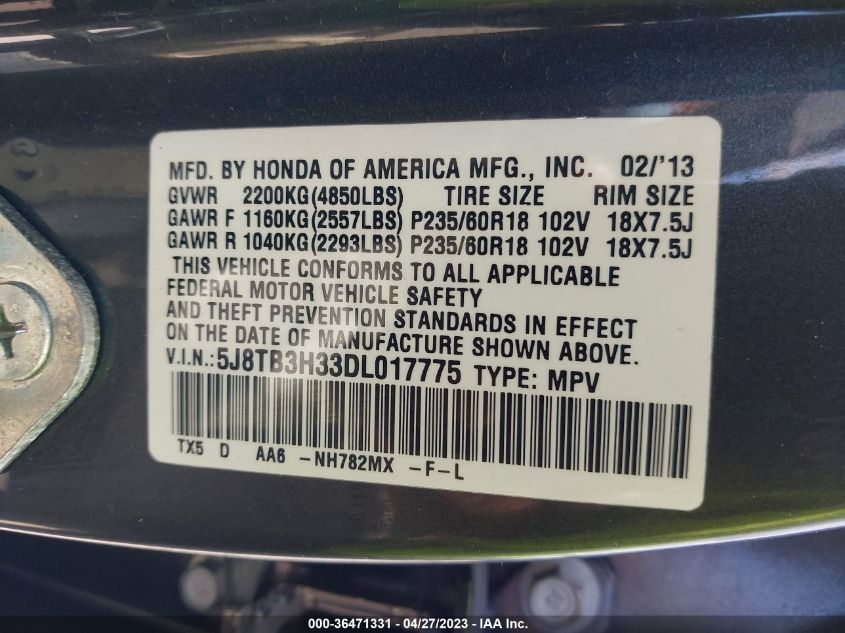 MFD. BY HONDA OF AMERICA MFG., INC. 02/'13
GVWR 2200KG(4850LBS) TIRE SIZE RIM SIZE
GAWR F 1160KG(2557LBS) P235/60R18 102V 18X7.5J
GAWR R 1040KG(2293LBS) P235/60R18 102V 18X7.5J
THIS VEHICLE CONFORMS TO ALL APPLICABLE
FEDERAL MOTOR VEHICLE SAFETY
AND THEFT PREVENTION STANDARDS IN EFFECT
ON THE DATE OF MANUFACTURE SHOWN ABOVE.
V.I.N.:5J8TB3H33DL017775 TYPE: MPV
TX5 D AA6 -NH782MX -F-L
000-36471331 04/27/2023 IAA Inc.